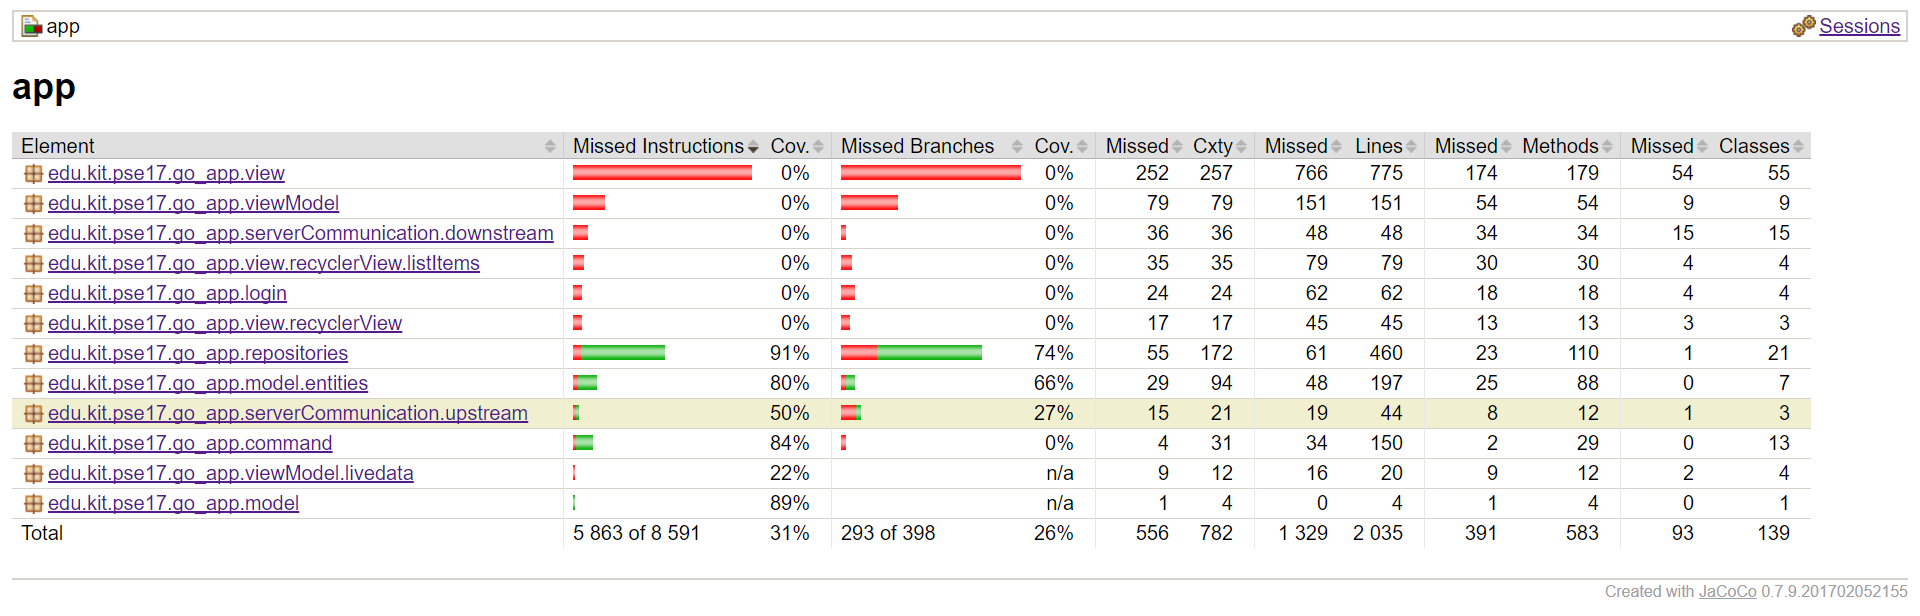 app Sessions
app
Element Missed Instructions Cov. Missed Branches Cov. Missed Cxty Missed Lines Missed Methods Missed Classes
edu.kit.pse17.go_app.view 0% 0% 252 257 766 775 174 179 54 55
edu.kit.pse17.go_app.viewModel 0% 0% 79 79 151 151 54 54 9 9
edu.kit.pse17.go_app.serverCommunication.downstream 0% 0% 36 36 48 48 34 34 15 15
edu.kit.pse17.go_app.view.recyclerView.listItems 0% 0% 35 35 79 79 30 30 4 4
edu.kit.pse17.go_app.login 0% 0% 24 24 62 62 18 18 4 4
edu.kit.pse17.go_app.view.recyclerView 0% 0% 17 17 45 45 13 13 3 3
edu.kit.pse17.go_app.repositories 91% 74% 55 172 61 460 23 110 1 21
edu.kit.pse17.go_app.model.entities 80% 66% 29 94 48 197 25 88 0 7
edu.kit.pse17.go_app.serverCommunication.upstream 50% 27% 15 21 19 44 8 12 1 3
edu.kit.pse17.go_app.command 84% 0% 4 31 34 150 2 29 0 13
edu.kit.pse17.go_app.viewModel.livedata 22% n/a 9 12 16 20 9 12 2 4
edu.kit.pse17.go_app.model 89% n/a 1 4 0 4 1 4 0 1
Total 5 863 of 8 591 31% 293 of 398 26% 556 782 1 329 2 035 391 583 93 139
Created with JaCoCo 0.7.9.201702052155